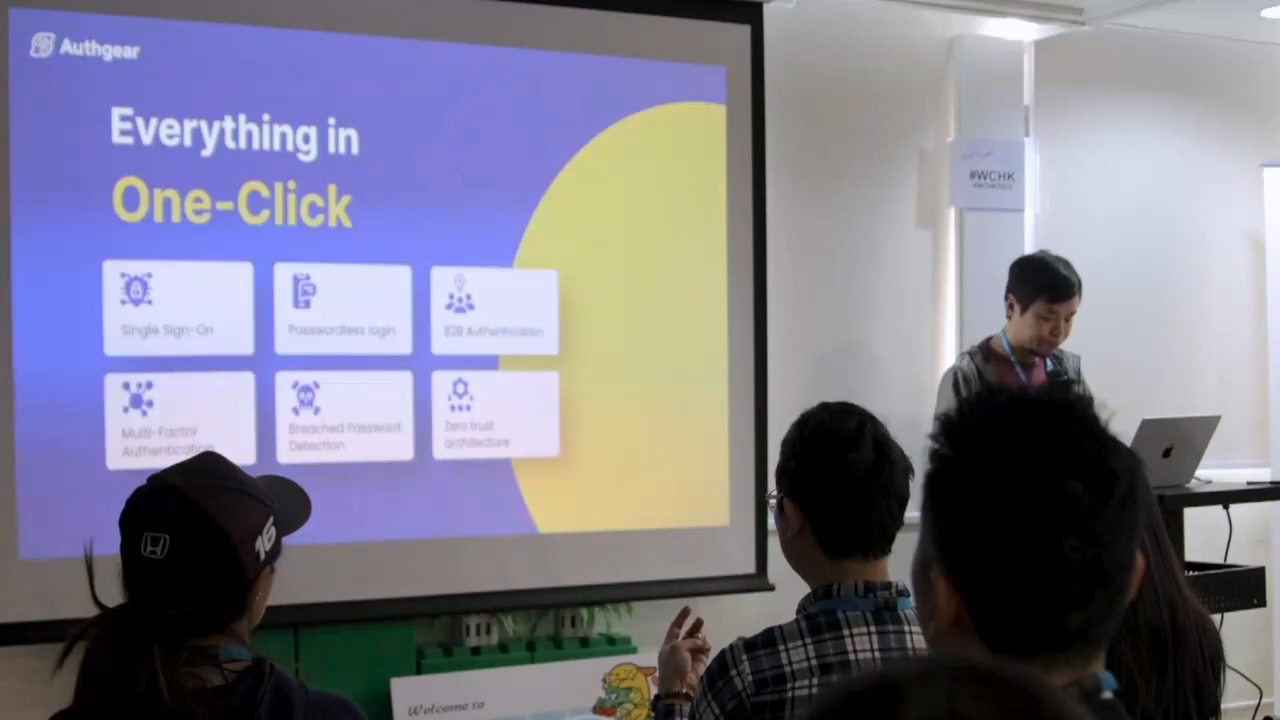 Authgear
Everything in
One-Click
Single Sign-On
Passwordless login
B2B Authentication
Multi-Factor
Authentication
Breached Password
Detection
Zero trust
architecture
#WCHK
16
Welcome to